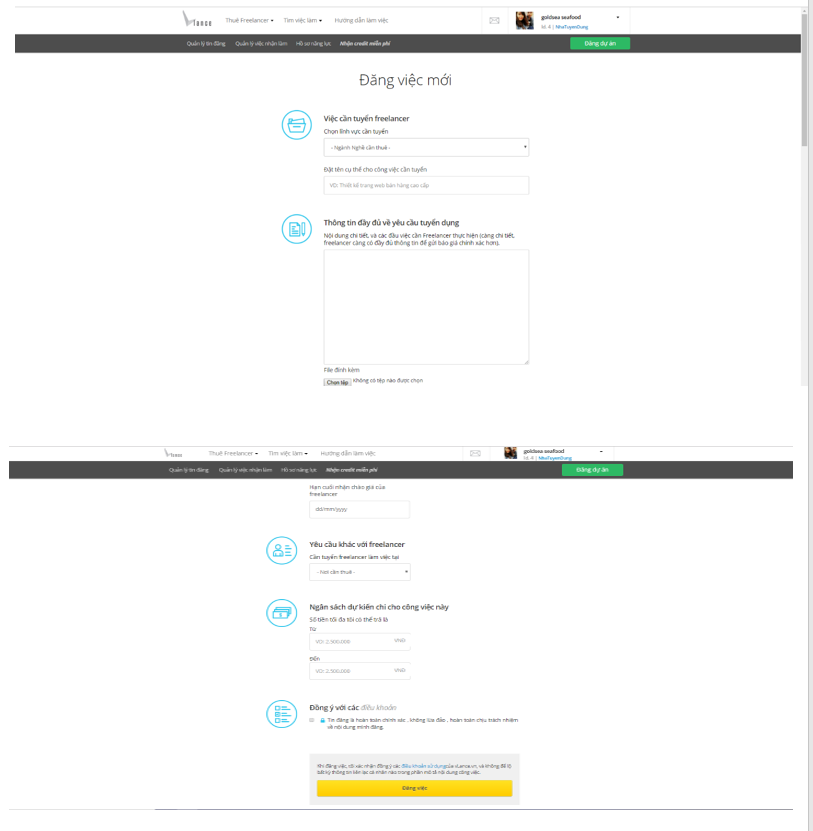 vlance Thuê Freelancer Tìm việc làm Hướng dẫn làm việc goldsea seafood
Id: 4 | NhaTuyenDung
Quản lý tin đăng Quản lý việc nhận làm Hồ sơ năng lực Nhận credit miễn phí Đăng dự án
Đăng việc mới
Việc cần tuyển freelancer
Chọn lĩnh vực cần tuyển
- Ngành Nghề cần thuê -
Đặt tên cụ thể cho công việc cần tuyển
VD: Thiết kế trang web bán hàng cao cấp
Thông tin đầy đủ về yêu cầu tuyển dụng
Nội dung chi tiết, và các đầu việc cần Freelancer thực hiện (càng chi tiết,
freelancer càng có đầy đủ thông tin để gửi báo giá chính xác hơn).
File đính kèm
Chọn tệp Không có tệp nào được chọn
vlance Thuê Freelancer Tìm việc làm Hướng dẫn làm việc goldsea seafood
Id: 4 | NhaTuyenDung
Quản lý tin đăng Quản lý việc nhận làm Hồ sơ năng lực Nhận credit miễn phí Đăng dự án
Hạn cuối nhận chào giá của
freelancer
dd/mm/yyyy
Yêu cầu khác với freelancer
Cần tuyển freelancer làm việc tại
- Nơi cần thuê -
Ngân sách dự kiến chi cho công việc này
Số tiền tối đa tôi có thể trả là
Từ
VD: 2.500.000 VNĐ
Đến
VD: 2.500.000 VNĐ
Đồng ý với các điều khoản
Tin đăng là hoàn toàn chính xác , không lừa đảo , hoàn toàn chịu trách nhiệm
về nội dung mình đăng.
Khi đăng việc, tôi xác nhận đồng ý các điều khoản sử dụng của vLance.vn, và không để lộ
bất kỳ thông tin liên lạc cá nhân nào trong phần mô tả nội dung công việc.
Đăng việc